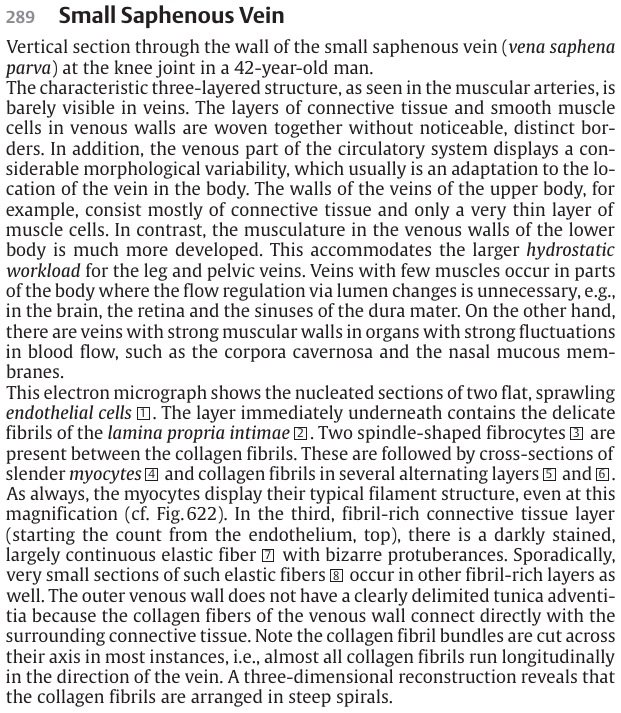 289 Small Saphenous Vein
Vertical section through the wall of the small saphenous vein (vena saphena
parva) at the knee joint in a 42-year-old man.
The characteristic three-layered structure, as seen in the muscular arteries, is
barely visible in veins. The layers of connective tissue and smooth muscle
cells in venous walls are woven together without noticeable, distinct bor-
ders. In addition, the venous part of the circulatory system displays a con-
siderable morphological variability, which usually is an adaptation to the lo-
cation of the vein in the body. The walls of the veins of the upper body, for
example, consist mostly of connective tissue and only a very thin layer of
muscle cells. In contrast, the musculature in the venous walls of the lower
body is much more developed. This accommodates the larger hydrostatic
workload for the leg and pelvic veins. Veins with few muscles occur in parts
of the body where the flow regulation via lumen changes is unnecessary, e.g.,
in the brain, the retina and the sinuses of the dura mater. On the other hand,
there are veins with strong muscular walls in organs with strong fluctuations
in blood flow, such as the corpora cavernosa and the nasal mucous mem-
branes.
This electron micrograph shows the nucleated sections of two flat, sprawling
endothelial cells 1. The layer immediately underneath contains the delicate
fibrils of the lamina propria intimae 2. Two spindle-shaped fibrocytes 3 are
present between the collagen fibrils. These are followed by cross-sections of
slender myocytes 4 and collagen fibrils in several alternating layers 5 and 6.
As always, the myocytes display their typical filament structure, even at this
magnification (cf. Fig. 622). In the third, fibril-rich connective tissue layer
(starting the count from the endothelium, top), there is a darkly stained,
largely continuous elastic fiber 7 with bizarre protuberances. Sporadically,
very small sections of such elastic fibers 8 occur in other fibril-rich layers as
well. The outer venous wall does not have a clearly delimited tunica adventi-
tia because the collagen fibers of the venous wall connect directly with the
surrounding connective tissue. Note the collagen fibril bundles are cut across
their axis in most instances, i.e., almost all collagen fibrils run longitudinally
in the direction of the vein. A three-dimensional reconstruction reveals that
the collagen fibrils are arranged in steep spirals.